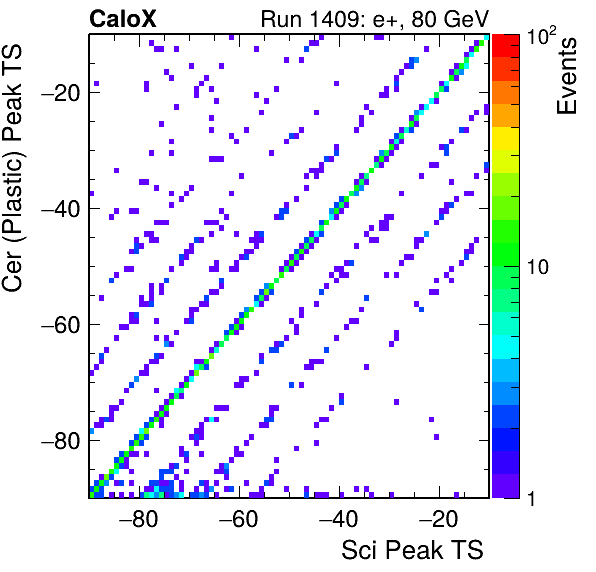 CaloX Run 1409: e+, 80 GeV
Cer (Plastic) Peak TS
−20
−40
−60
−80
−80 −60 −40 −20
Sci Peak TS
10²
10
1
Events